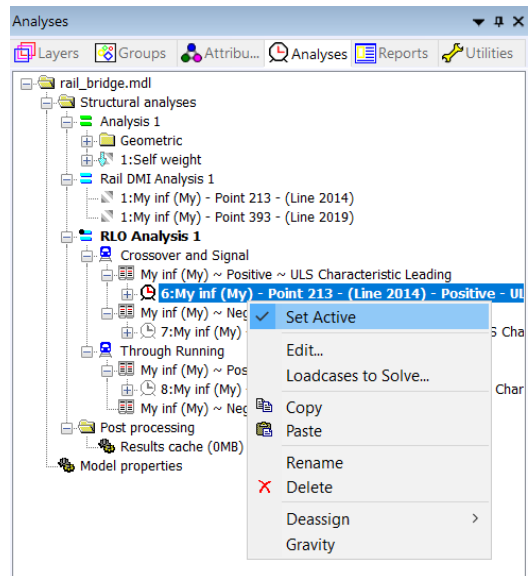 Analyses
Layers Groups Attribu... Analyses Reports Utilities
rail_bridge.mdl
Structural analyses
Analysis 1
Geometric
1:Self weight
Rail DMI Analysis 1
1:My inf (My) - Point 213 - (Line 2014)
1:My inf (My) - Point 393 - (Line 2019)
RLO Analysis 1
Crossover and Signal
My inf (My) ~ Positive ~ ULS Characteristic Leading
6:My inf (My) - Point 213 - (Line 2014) - Positive - UL
My inf (My) ~ Neg
7:My inf (My) S Cha
Through Running
My inf (My) ~ Pos
8:My inf (My) Char
My inf (My) ~ Neg
Post processing
Results cache (0MB)
Model properties
Set Active
Edit...
Loadcases to Solve...
Copy
Paste
Rename
Delete
Deassign
Gravity